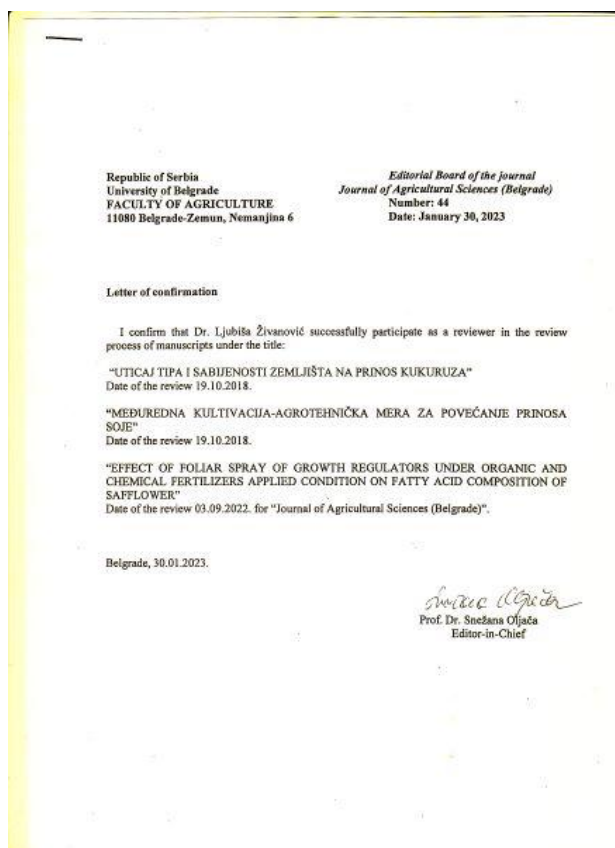 Republic of Serbia
University of Belgrade
FACULTY OF AGRICULTURE
11080 Belgrade-Zemun, Nemanjina 6
Editorial Board of the journal
Journal of Agricultural Sciences (Belgrade)
Number: 44
Date: January 30, 2023
Letter of confirmation
I confirm that Dr. Ljubiša Živanović successfully participate as a reviewer in the review
process of manuscripts under the title:
"UTICAJ TIPA I SABIJENOSTI ZEMLJIŠTA NA PRINOS KUKURUZA"
Date of the review 19.10.2018.
"MEĐUREDNA KULTIVACIJA-AGROTEHNIČKA MERA ZA POVEĆANJE PRINOSA
SOJE"
Date of the review 19.10.2018.
"EFFECT OF FOLIAR SPRAY OF GROWTH REGULATORS UNDER ORGANIC AND
CHEMICAL FERTILIZERS APPLIED CONDITION ON FATTY ACID COMPOSITION OF
SAFFLOWER"
Date of the review 03.09.2022. for "Journal of Agricultural Sciences (Belgrade)".
Belgrade, 30.01.2023.
Prof. Dr. Snežana Oljača
Editor-in-Chief